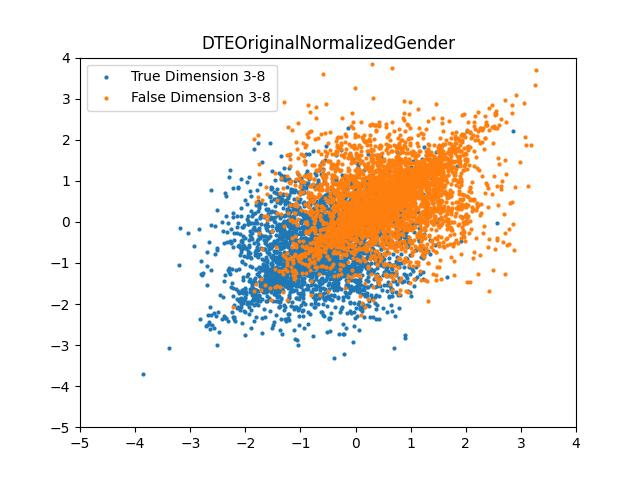 DTEOriginalNormalizedGender
True Dimension 3-8
False Dimension 3-8
4
3
2
1
0
−1
−2
−3
−4
−5
−5 −4 −3 −2 −1 0 1 2 3 4